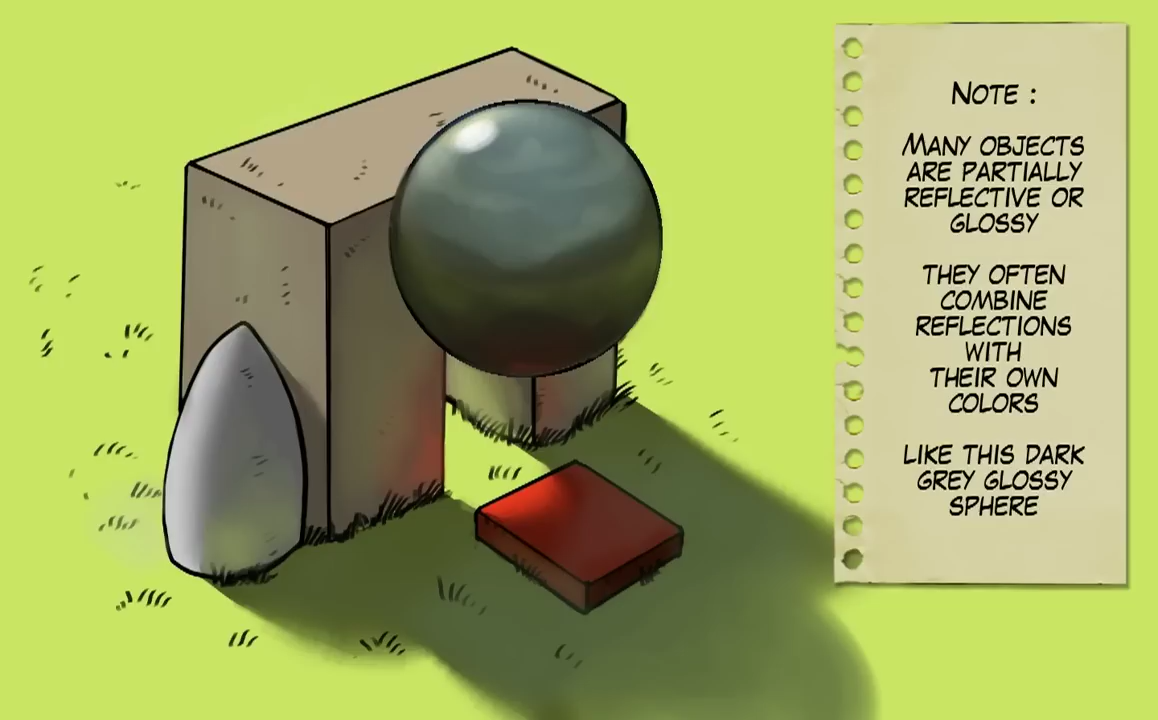 NOTE :
MANY OBJECTS
ARE PARTIALLY
REFLECTIVE OR
GLOSSY
THEY OFTEN
COMBINE
REFLECTIONS
WITH
THEIR OWN
COLORS
LIKE THIS DARK
GREY GLOSSY
SPHERE